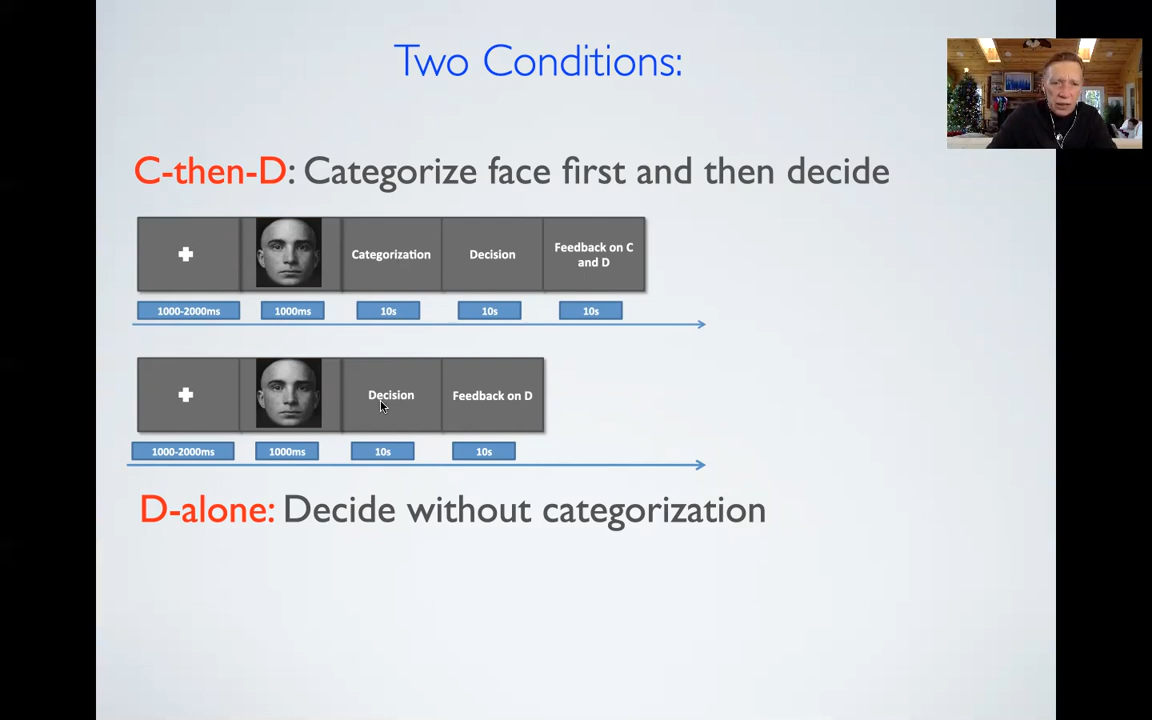 Two Conditions:
C-then-D: Categorize face first and then decide
Categorization
Decision
Feedback on C
and D
1000-2000ms
1000ms
10s
10s
10s
Decision
Feedback on D
1000-2000ms
1000ms
10s
10s
D-alone: Decide without categorization